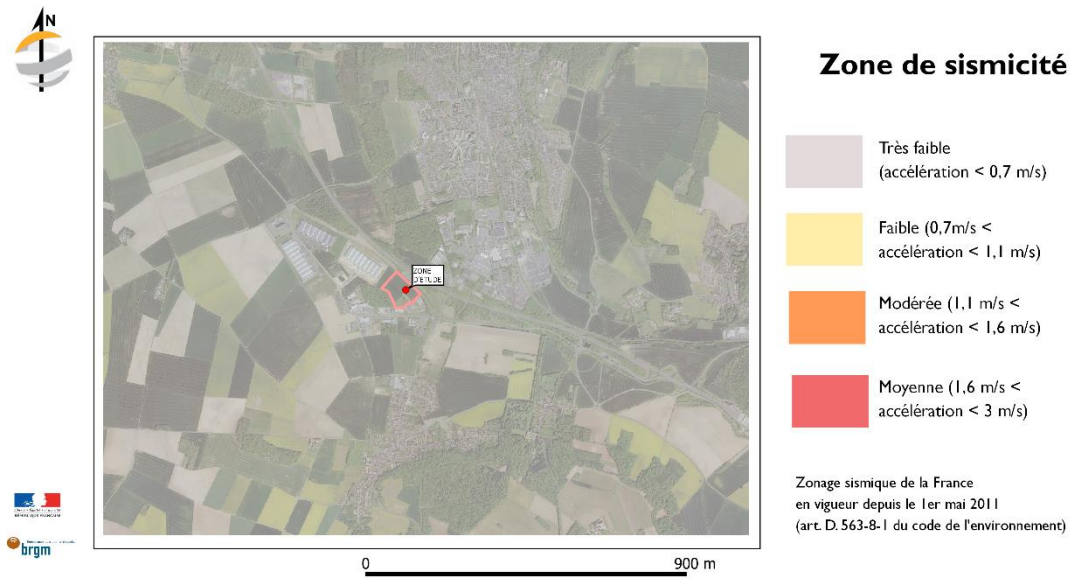 N
Zone de sismicité
Très faible
(accélération < 0,7 m/s)
Faible (0,7m/s <
accélération < 1,1 m/s)
Modérée (1,1 m/s <
accélération < 1,6 m/s)
Moyenne (1,6 m/s <
accélération < 3 m/s)
Zonage sismique de la France
en vigueur depuis le 1er mai 2011
(art. D. 563-8-1 du code de l'environnement)
ZONE
D'ETUDE
RÉPUBLIQUE FRANÇAISE
brgm
0
900 m